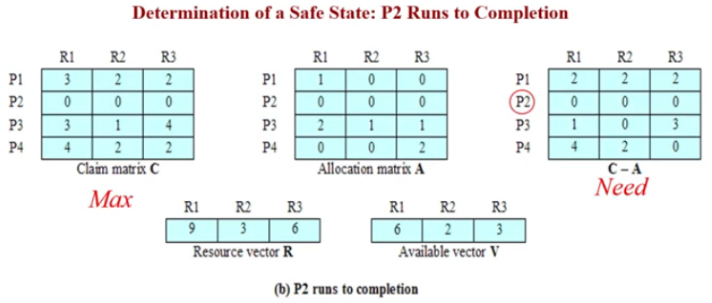 Determination of a Safe State: P2 Runs to Completion
R1 R2 R3 R1 R2 R3 R1 R2 R3
P1 3 2 2 P1 1 0 0 P1 2 2 2
P2 0 0 0 P2 0 0 0 P2 0 0 0
P3 3 1 4 P3 2 1 1 P3 1 0 3
P4 4 2 2 P4 0 0 2 P4 4 2 0
Claim matrix C Allocation matrix A C – A
Max Need
R1 R2 R3 R1 R2 R3
9 3 6 6 2 3
Resource vector R Available vector V
(b) P2 runs to completion